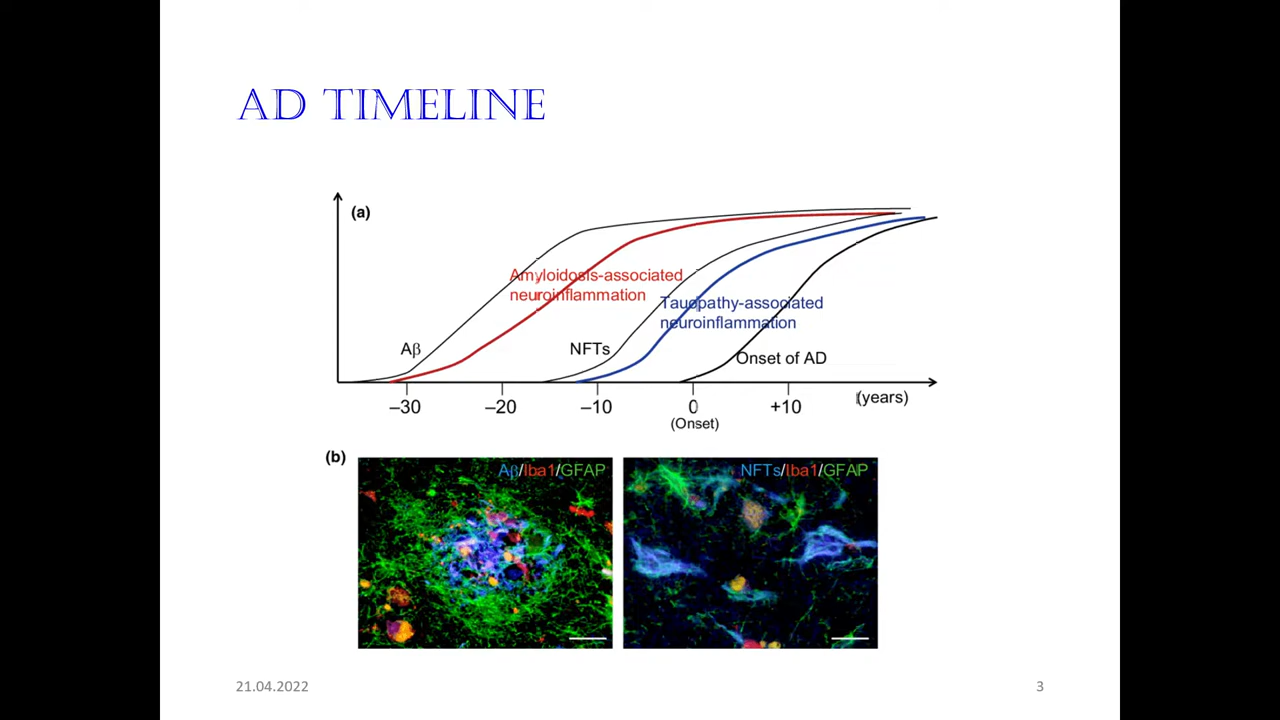 AD TIMELINE
(a)
Amyloidosis-associated
neuroinflammation
Tauopathy-associated
neuroinflammation
Aβ
NFTs
Onset of AD
–30
–20
–10
0
+10
(years)
(Onset)
(b)
Aβ/Iba1/GFAP
NFTs/Iba1/GFAP
21.04.2022
3